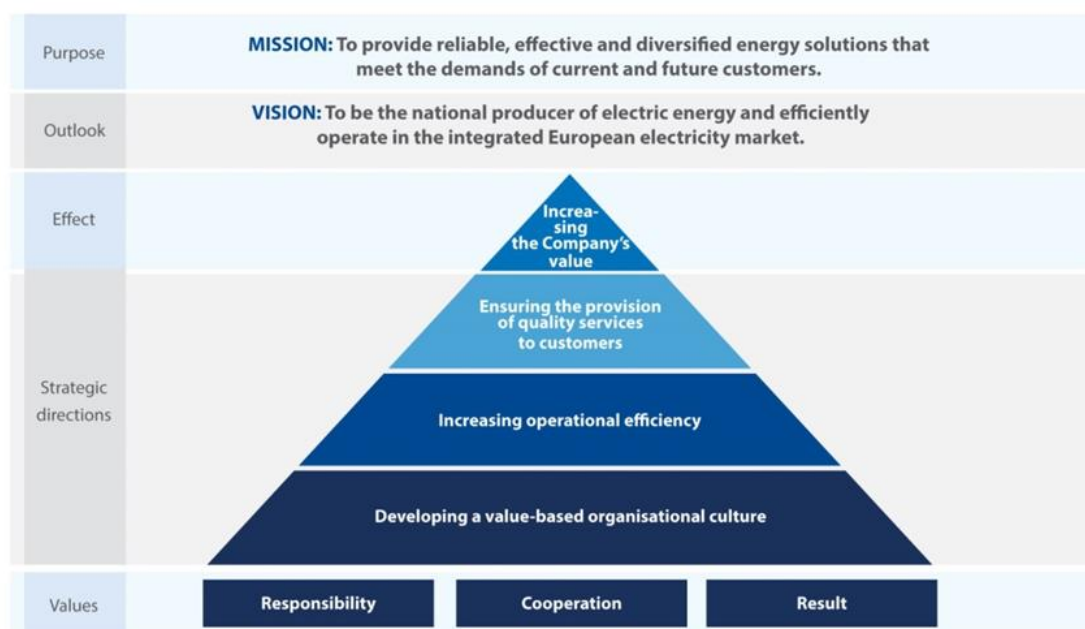 Purpose
MISSION: To provide reliable, effective and diversified energy solutions that
meet the demands of current and future customers.
Outlook
VISION: To be the national producer of electric energy and efficiently
operate in the integrated European electricity market.
Effect
Increa-
sing
the Company's
value
Strategic
directions
Ensuring the provision
of quality services
to customers
Increasing operational efficiency
Developing a value-based organisational culture
Values
Responsibility
Cooperation
Result